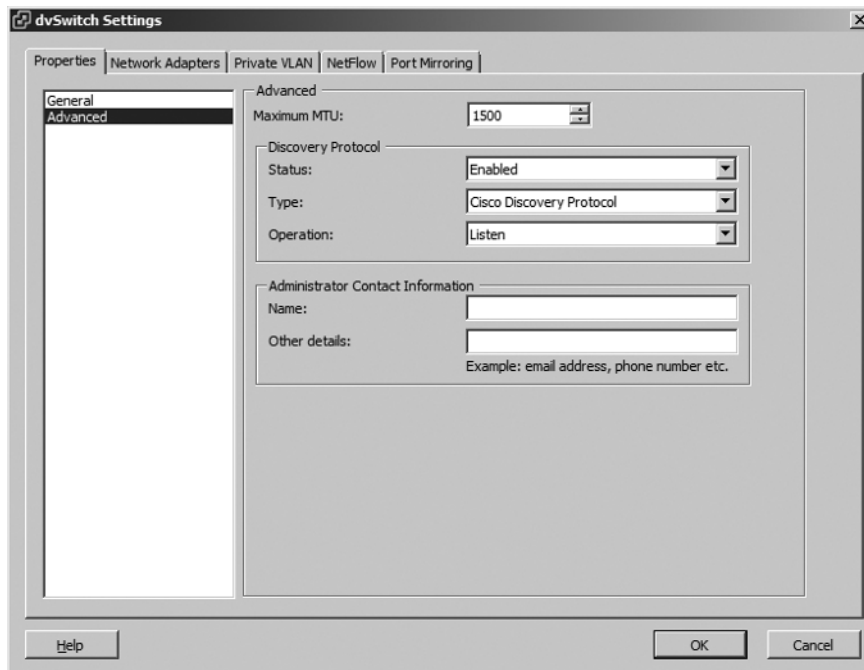 dvSwitch Settings
Properties Network Adapters Private VLAN NetFlow Port Mirroring
General
Advanced
Advanced
Maximum MTU: 1500
Discovery Protocol
Status: Enabled
Type: Cisco Discovery Protocol
Operation: Listen
Administrator Contact Information
Name:
Other details:
Example: email address, phone number etc.
Help OK Cancel